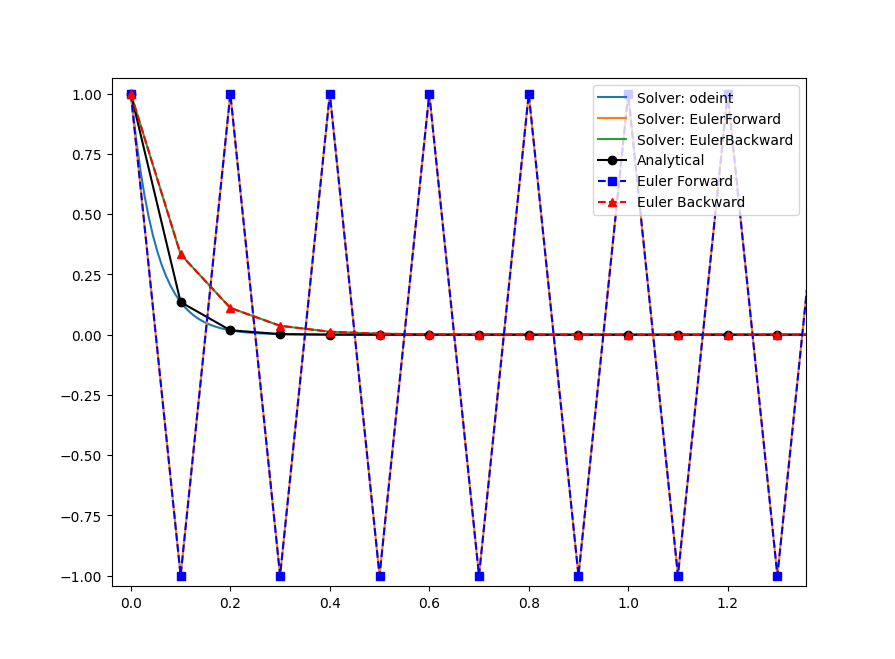 1.00
0.75
0.50
0.25
0.00
−0.25
−0.50
−0.75
−1.00
0.0 0.2 0.4 0.6 0.8 1.0 1.2
Solver: odeint
Solver: EulerForward
Solver: EulerBackward
Analytical
Euler Forward
Euler Backward